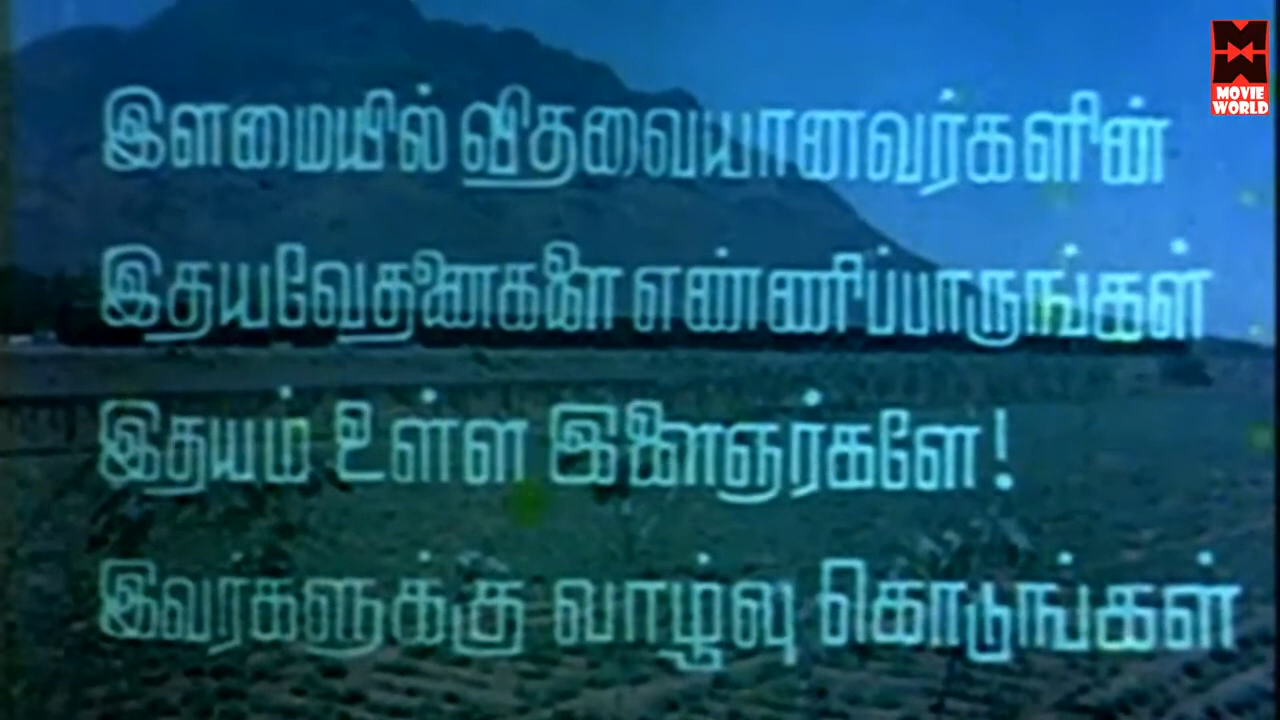 இளமையில் விதவையானவர்களின்
இதயவேதனைகளை எண்ணிப்பாருங்கள்
இதயம் உள்ள இளைஞர்களே!
இவர்களுக்கு வாழ்வு கொடுங்கள்
MOVIE
WORLD